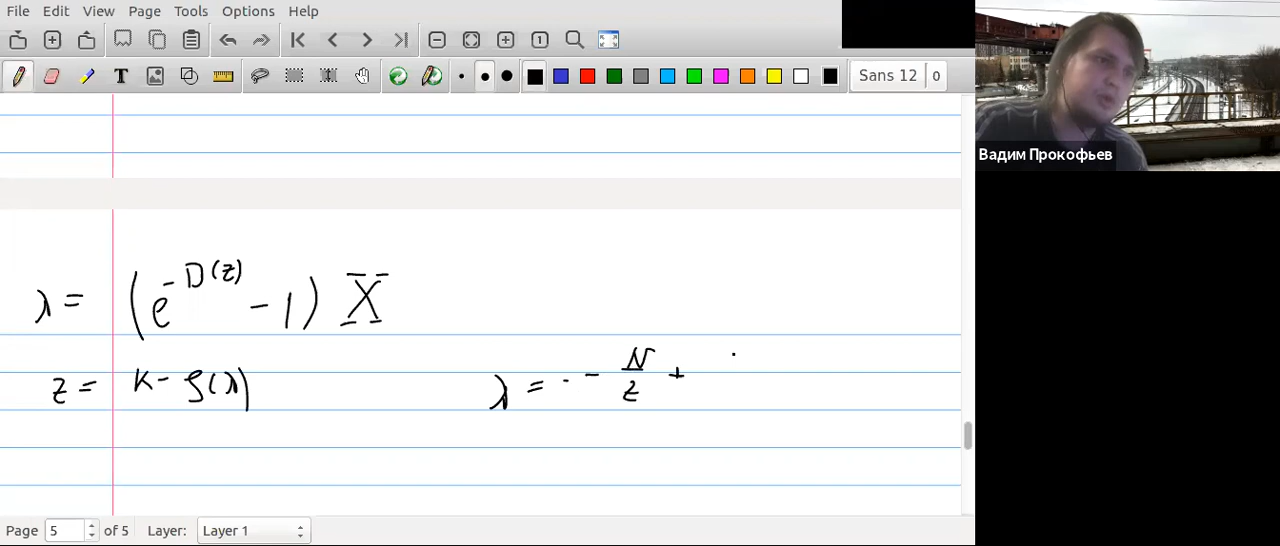 File Edit View Page Tools Options Help
Sans 12 0
Вадим Прокофьев
λ = (e^{-D(z)} - 1) X
z = k - ζ(λ)
λ = - N/z +
Page 5 of 5 Layer: Layer 1